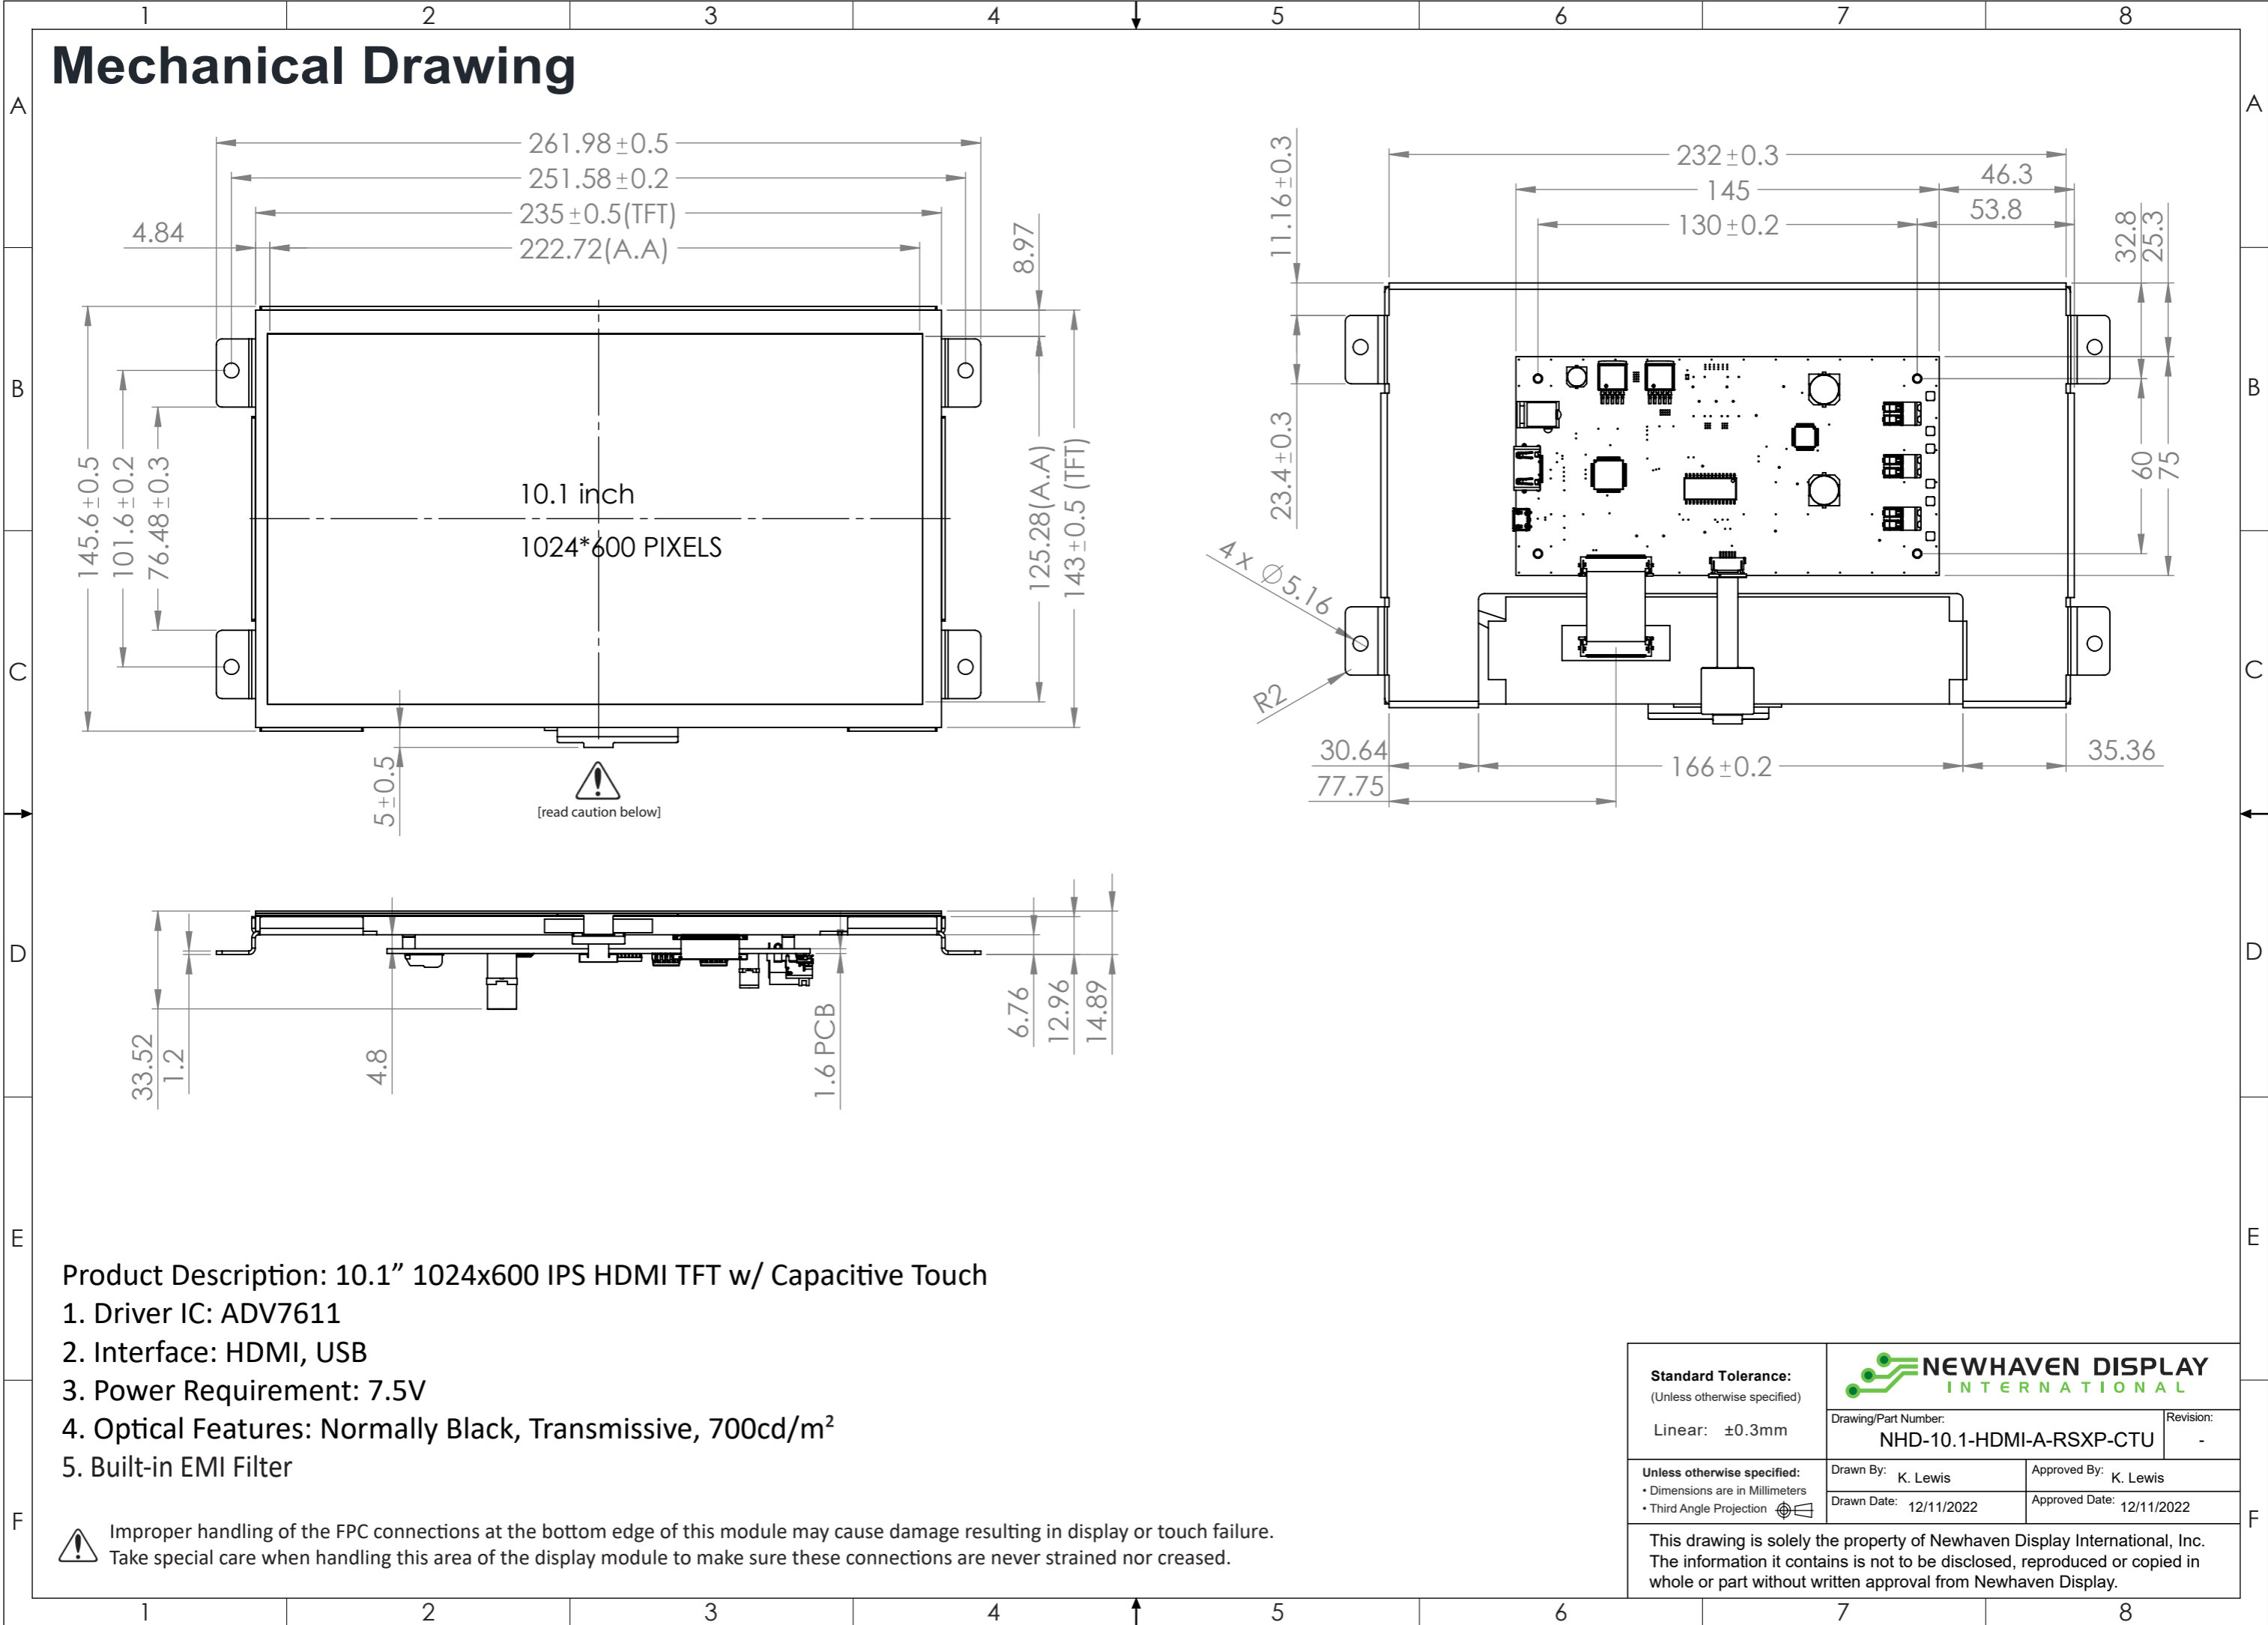 1 2 3 4 5 6 7 8
A A
Mechanical Drawing
261.98±0.5
251.58±0.2
235±0.5(TFT)
222.72(A.A)
4.84
8.97
145.6±0.5
101.6±0.2
76.48±0.3
10.1 inch
1024*600 PIXELS
125.28(A.A)
143±0.5 (TFT)
5±0.5
[read caution below]
232±0.3
145
46.3
130±0.2
53.8
11.16±0.3
23.4±0.3
32.8
25.3
60
75
4 x Ø5.16
R2
30.64
166±0.2
35.36
77.75
B B
C C
D D
33.52
1.2
4.8
1.6 PCB
6.76
12.96
14.89
E E
Product Description: 10.1” 1024x600 IPS HDMI TFT w/ Capacitive Touch
1. Driver IC: ADV7611
2. Interface: HDMI, USB
3. Power Requirement: 7.5V
4. Optical Features: Normally Black, Transmissive, 700cd/m²
5. Built-in EMI Filter
F F
Improper handling of the FPC connections at the bottom edge of this module may cause damage resulting in display or touch failure.
Take special care when handling this area of the display module to make sure these connections are never strained nor creased.
Standard Tolerance:
(Unless otherwise specified)
Linear: ±0.3mm
NEWHAVEN DISPLAY
INTERNATIONAL
Drawing/Part Number:
NHD-10.1-HDMI-A-RSXP-CTU
Revision:
-
Unless otherwise specified:
• Dimensions are in Millimeters
• Third Angle Projection
Drawn By: K. Lewis
Approved By: K. Lewis
Drawn Date: 12/11/2022
Approved Date: 12/11/2022
This drawing is solely the property of Newhaven Display International, Inc.
The information it contains is not to be disclosed, reproduced or copied in
whole or part without written approval from Newhaven Display.
1 2 3 4 5 6 7 8